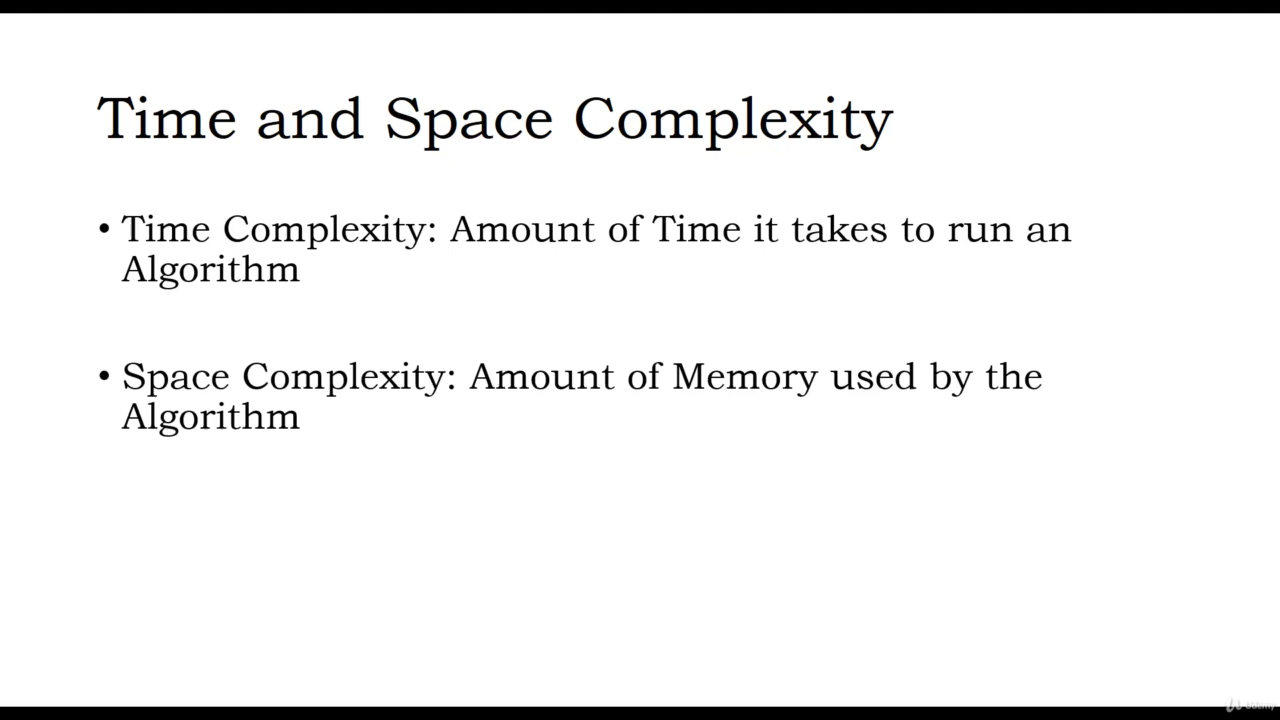 Time and Space Complexity
• Time Complexity: Amount of Time it takes to run an
Algorithm
• Space Complexity: Amount of Memory used by the
Algorithm
Udemy